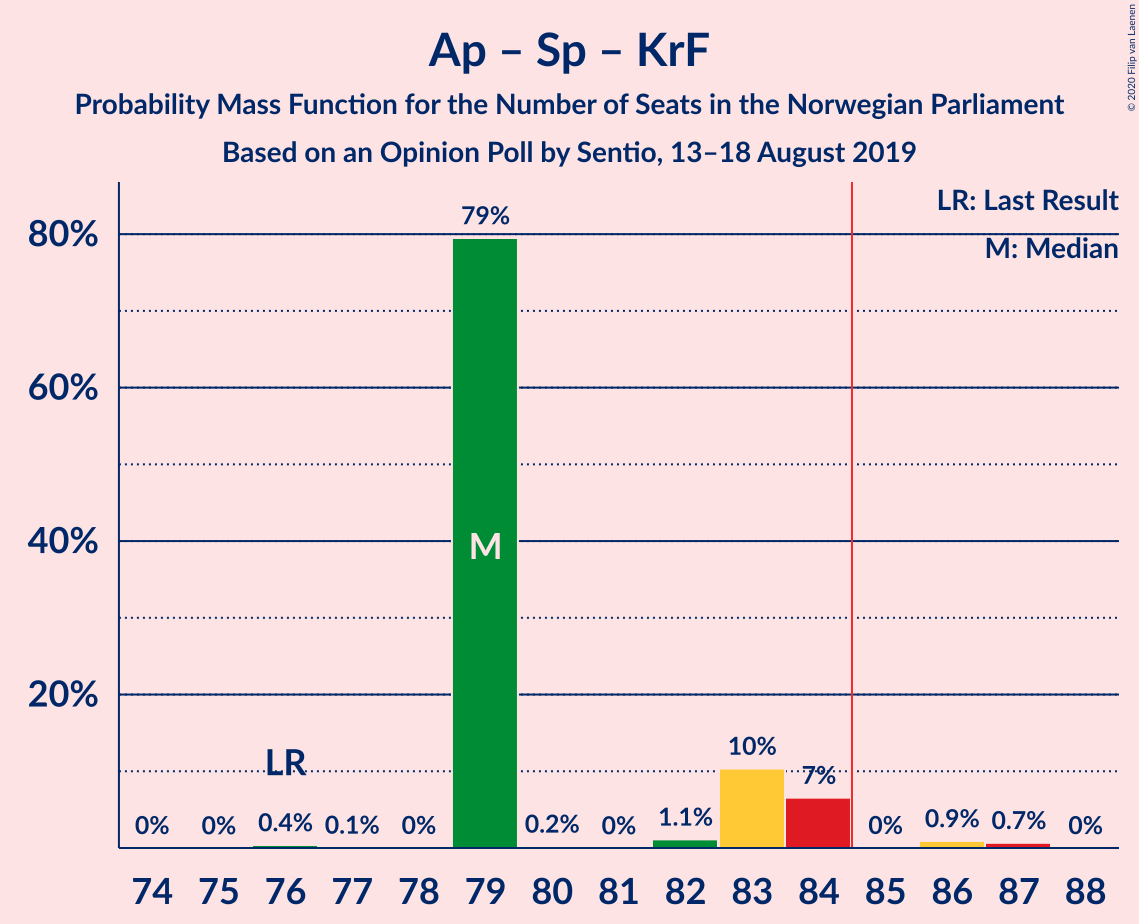 Ap – Sp – KrF
Probability Mass Function for the Number of Seats in the Norwegian Parliament
Based on an Opinion Poll by Sentio, 13–18 August 2019
© 2020 Filip van Laenen
LR: Last Result
M: Median
80%
60%
40%
20%
79%
M
LR
10%
7%
0% 0% 0.4% 0.1% 0% 0.2% 0% 1.1% 0% 0.9% 0.7% 0%
74 75 76 77 78 79 80 81 82 83 84 85 86 87 88